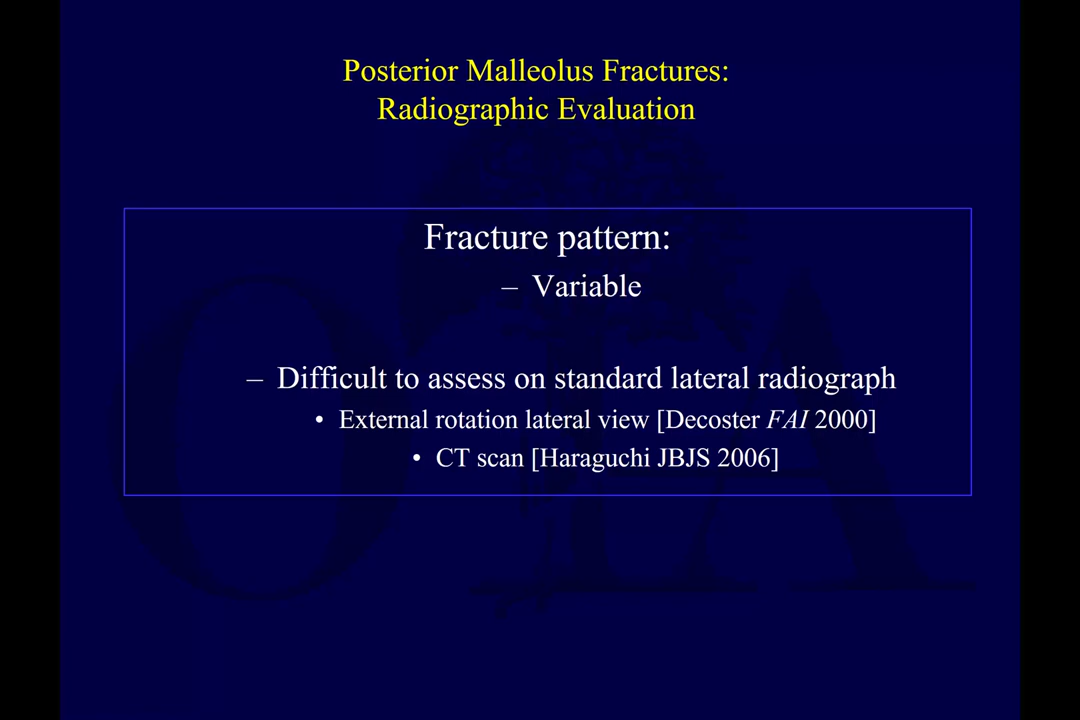 Posterior Malleolus Fractures:
Radiographic Evaluation
Fracture pattern:
– Variable
– Difficult to assess on standard lateral radiograph
• External rotation lateral view [Decoster FAI 2000]
• CT scan [Haraguchi JBJS 2006]
OTA